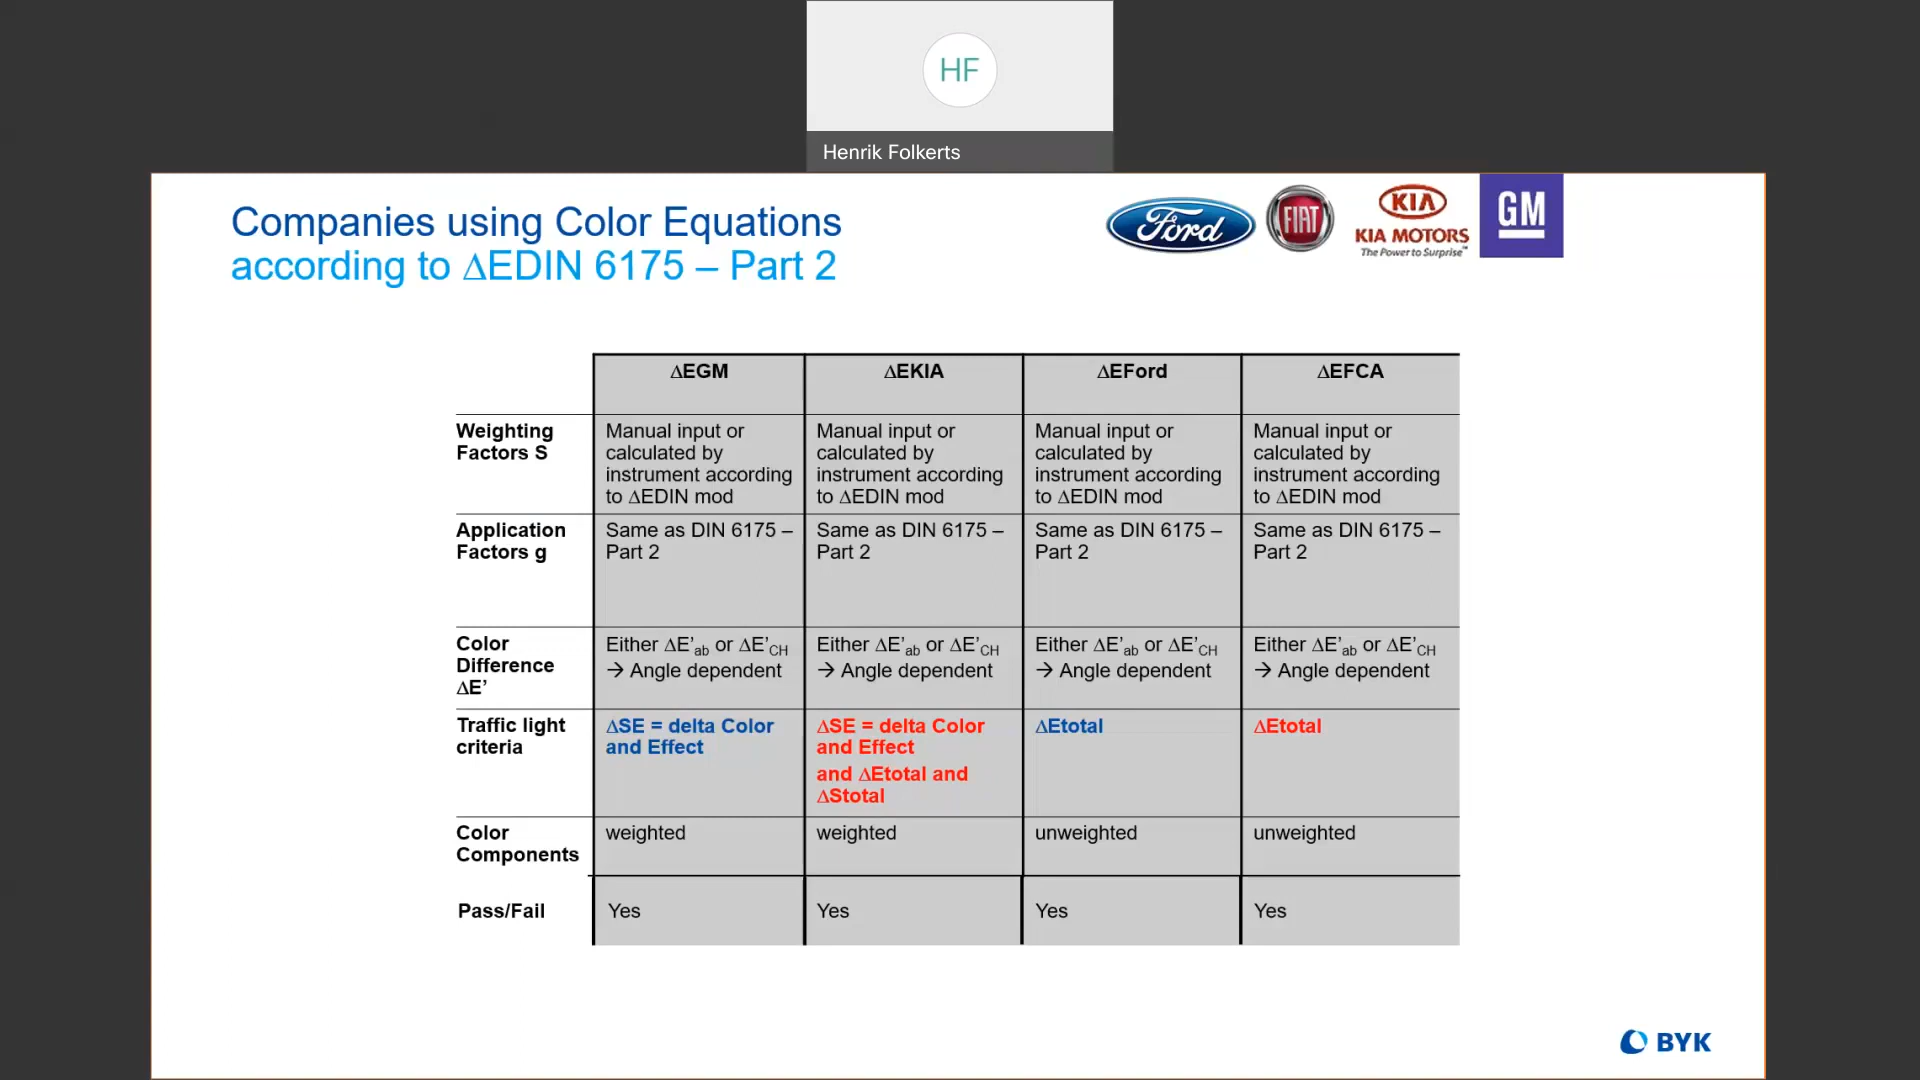 HF
Henrik Folkerts
Companies using Color Equations
according to ΔEDIN 6175 – Part 2
Ford
FIAT
KIA
KIA MOTORS
The Power to Surprise™
GM
ΔEGM ΔEKIA ΔEFord ΔEFCA
Weighting
Factors S
Manual input or
calculated by
instrument according
to ΔEDIN mod
Manual input or
calculated by
instrument according
to ΔEDIN mod
Manual input or
calculated by
instrument according
to ΔEDIN mod
Manual input or
calculated by
instrument according
to ΔEDIN mod
Application
Factors g
Same as DIN 6175 –
Part 2
Same as DIN 6175 –
Part 2
Same as DIN 6175 –
Part 2
Same as DIN 6175 –
Part 2
Color
Difference
ΔE’
Either ΔE’ab or ΔE’CH
→ Angle dependent
Either ΔE’ab or ΔE’CH
→ Angle dependent
Either ΔE’ab or ΔE’CH
→ Angle dependent
Either ΔE’ab or ΔE’CH
→ Angle dependent
Traffic light
criteria
ΔSE = delta Color
and Effect
ΔSE = delta Color
and Effect
and ΔEtotal and
ΔStotal
ΔEtotal
ΔEtotal
Color
Components
weighted
weighted
unweighted
unweighted
Pass/Fail
Yes
Yes
Yes
Yes
BYK